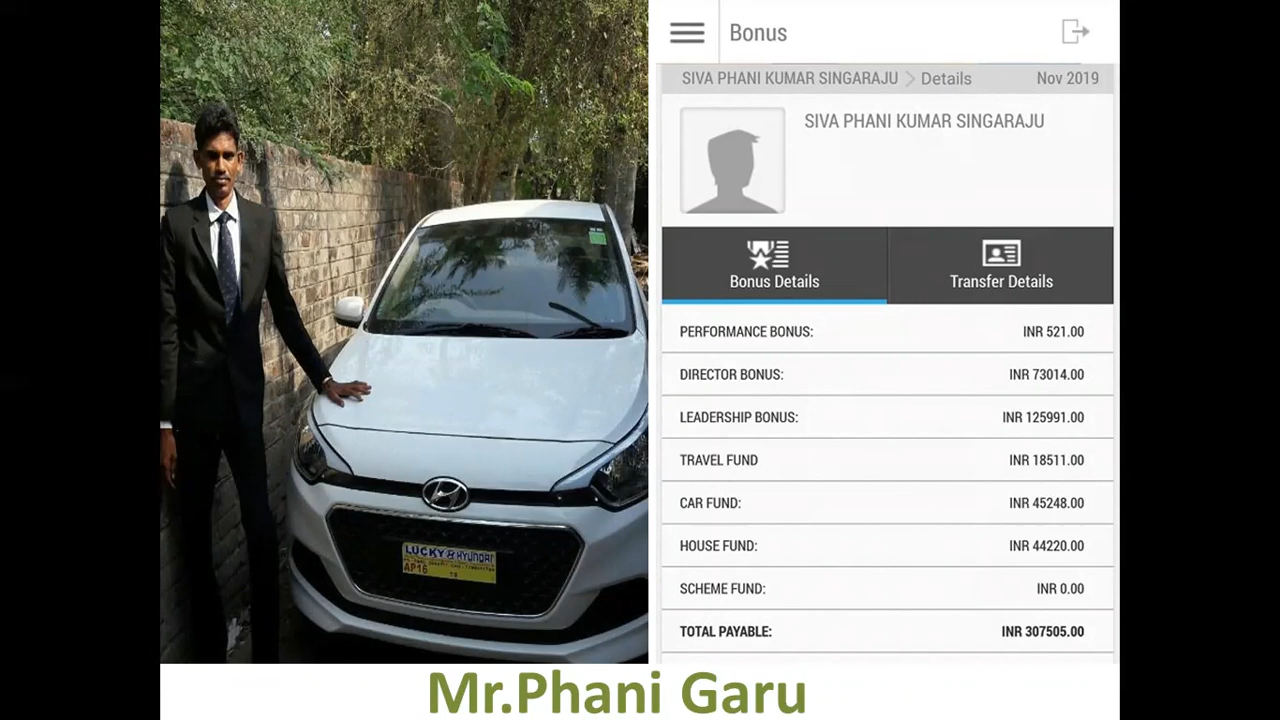 Bonus
SIVA PHANI KUMAR SINGARAJU > Details Nov 2019
SIVA PHANI KUMAR SINGARAJU
Bonus Details Transfer Details
PERFORMANCE BONUS: INR 521.00
DIRECTOR BONUS: INR 73014.00
LEADERSHIP BONUS: INR 125991.00
TRAVEL FUND INR 18511.00
CAR FUND: INR 45248.00
HOUSE FUND: INR 44220.00
SCHEME FUND: INR 0.00
TOTAL PAYABLE: INR 307505.00
LUCKY HYUNDAI
AP16
Mr.Phani Garu